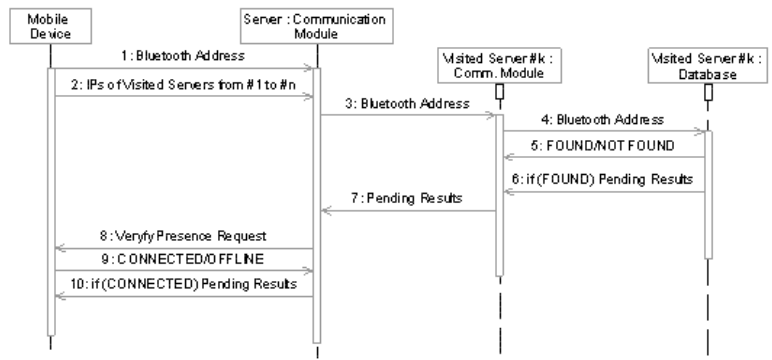 Mobile
Device
Server : Communication
Module
1: Bluetooth Address
Visited Server#k :
Comm. Module
Visited Server#k :
Database
2: IPs of Visited Servers from #1 to #n
3: Bluetooth Address
4: Bluetooth Address
5: FOUND/NOT FOUND
6: if (FOUND) Pending Results
7: Pending Results
8: Veryfy Presence Request
9: CONNECTED/OFFLINE
10: if (CONNECTED) Pending Results